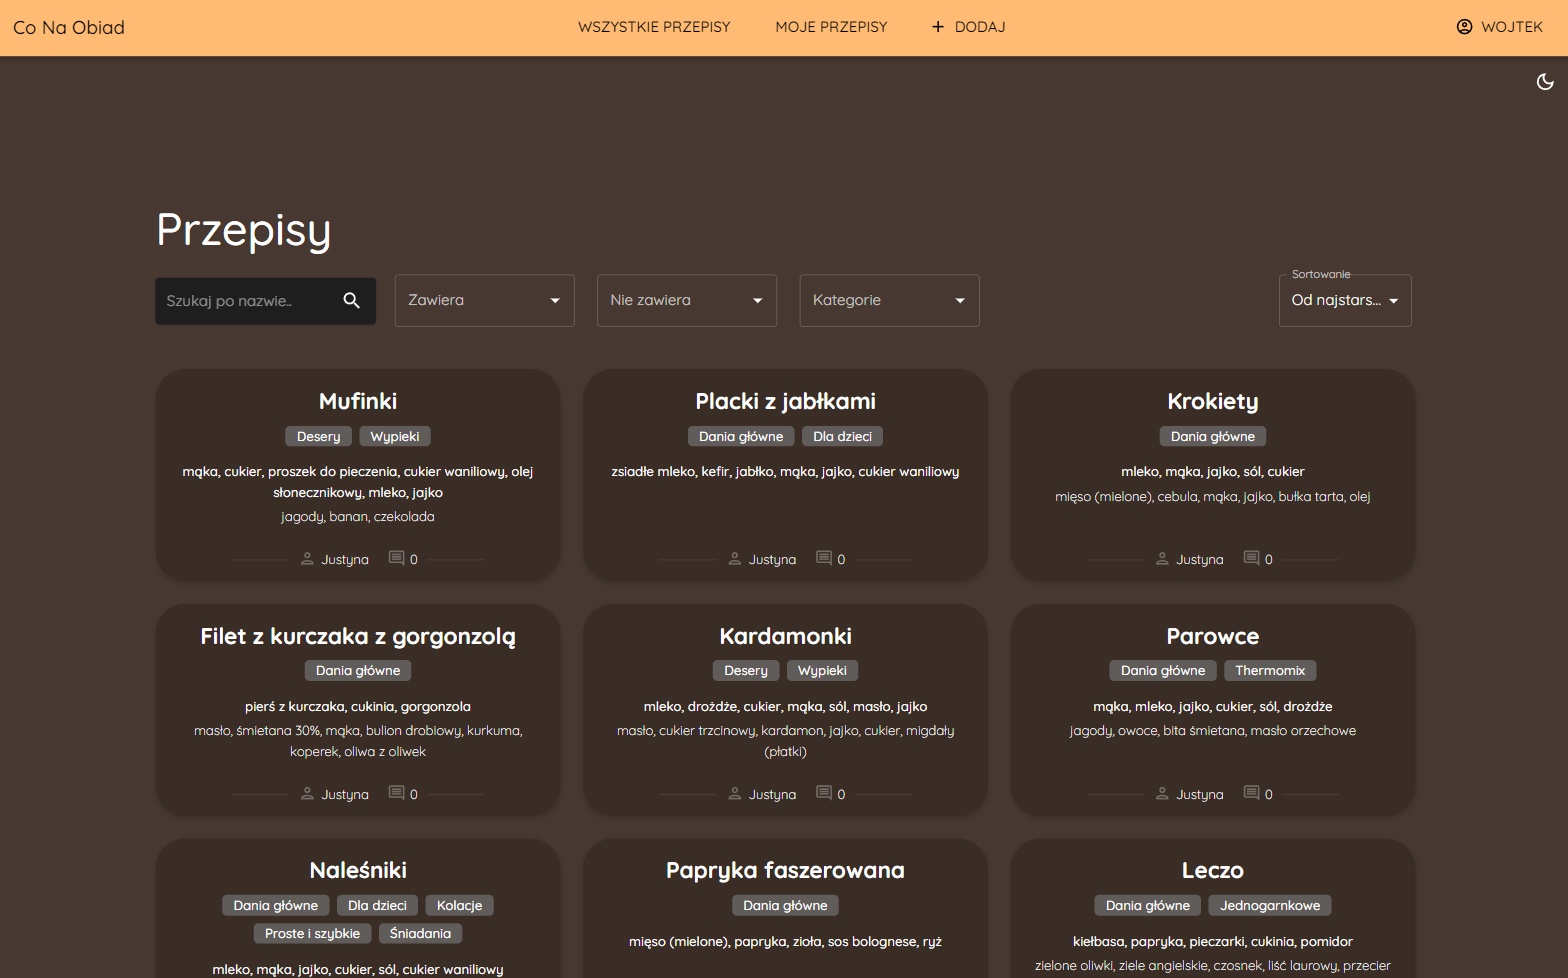 Co Na Obiad
WSZYSTKIE PRZEPISY
MOJE PRZEPISY
DODAJ
WOJTEK
Przepisy
Szukaj po nazwie..
Zawiera
Nie zawiera
Kategorie
Sortowanie
Od najstars...
Mufinki
Desery Wypieki
mąka, cukier, proszek do pieczenia, cukier waniliowy, olej
słonecznikowy, mleko, jajko
jagody, banan, czekolada
Justyna 0
Placki z jabłkami
Dania główne Dla dzieci
zsiadłe mleko, kefir, jabłko, mąka, jajko, cukier waniliowy
Justyna 0
Krokiety
Dania główne
mleko, mąka, jajko, sól, cukier
mięso (mielone), cebula, mąka, jajko, bułka tarta, olej
Justyna 0
Filet z kurczaka z gorgonzolą
Dania główne
pierś z kurczaka, cukinia, gorgonzola
masło, śmietana 30%, mąka, bulion drobiowy, kurkuma,
koperek, oliwa z oliwek
Justyna 0
Kardamonki
Desery Wypieki
mleko, drożdże, cukier, mąka, sól, masło, jajko
masło, cukier trzcinowy, kardamon, jajko, cukier, migdały
(płatki)
Justyna 0
Parowce
Dania główne Thermomix
mąka, mleko, jajko, cukier, sól, drożdże
jagody, owoce, bita śmietana, masło orzechowe
Justyna 0
Naleśniki
Dania główne Dla dzieci Kolacje
Proste i szybkie Śniadania
mleko, mąka, jajko, cukier, sól, cukier waniliowy
Papryka faszerowana
Dania główne
mięso (mielone), papryka, zioła, sos bolognese, ryż
Leczo
Dania główne Jednogarnkowe
kiełbasa, papryka, pieczarki, cukinia, pomidor
zielone oliwki, ziele angielskie, czosnek, liść laurowy, przecier